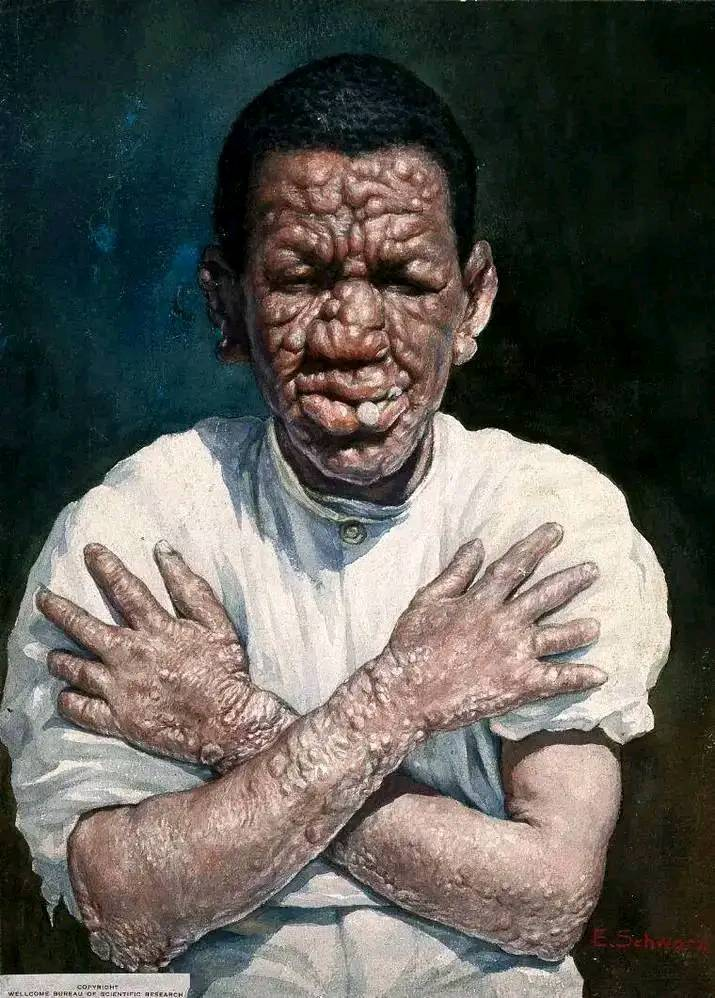 E. Schwarz
COPYRIGHT
WELLCOME BUREAU OF SCIENTIFIC RESEARCH